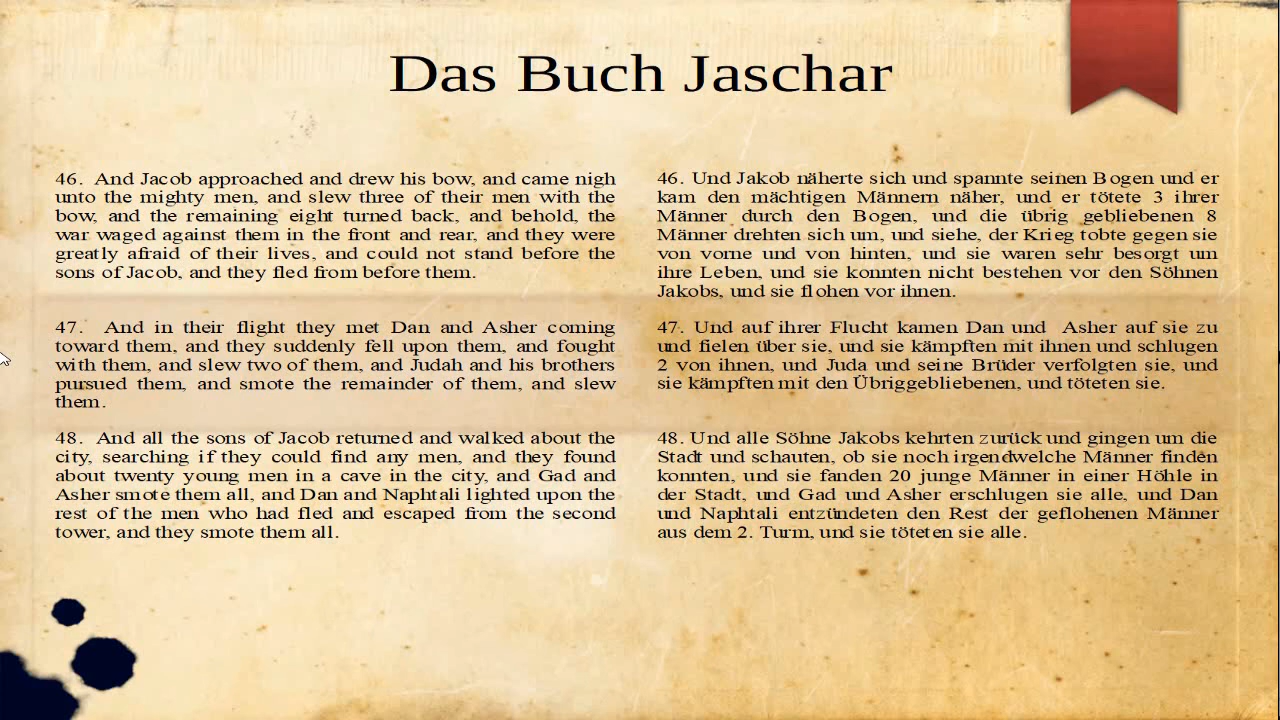 Das Buch Jaschar
46. And Jacob approached and drew his bow, and came nigh
unto the mighty men, and slew three of their men with the
bow, and the remaining eight turned back, and behold, the
war waged against them in the front and rear, and they were
greatly afraid of their lives, and could not stand before the
sons of Jacob, and they fled from before them.
47. And in their flight they met Dan and Asher coming
toward them, and they suddenly fell upon them, and fought
with them, and slew two of them, and Judah and his brothers
pursued them, and smote the remainder of them, and slew
them.
48. And all the sons of Jacob returned and walked about the
city, searching if they could find any men, and they found
about twenty young men in a cave in the city, and Gad and
Asher smote them all, and Dan and Naphtali lighted upon the
rest of the men who had fled and escaped from the second
tower, and they smote them all.
46. Und Jakob näherte sich und spannte seinen Bogen und er
kam den mächtigen Männern näher, und er tötete 3 ihrer
Männer durch den Bogen, und die übrig gebliebenen 8
Männer drehten sich um, und siehe, der Krieg tobte gegen sie
von vorne und von hinten, und sie waren sehr besorgt um
ihre Leben, und sie konnten nicht bestehen vor den Söhnen
Jakobs, und sie flohen vor ihnen.
47. Und auf ihrer Flucht kamen Dan und Asher auf sie zu
und fielen über sie, und sie kämpften mit ihnen und schlugen
2 von ihnen, und Juda und seine Brüder verfolgten sie, und
sie kämpften mit den Übriggebliebenen, und töteten sie.
48. Und alle Söhne Jakobs kehrten zurück und gingen um die
Stadt und schauten, ob sie noch irgendwelche Männer finden
konnten, und sie fanden 20 junge Männer in einer Höhle in
der Stadt, und Gad und Asher erschlugen sie alle, und Dan
und Naphtali entzündeten den Rest der geflohenen Männer
aus dem 2. Turm, und sie töteten sie alle.